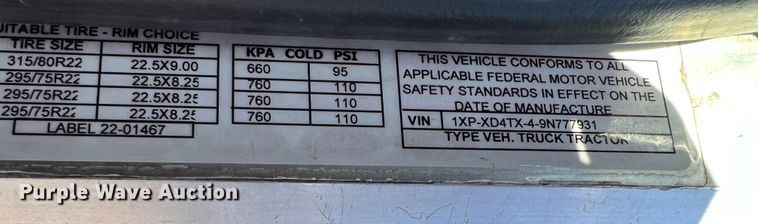 UITABLE TIRE - RIM CHOICE
TIRE SIZE RIM SIZE
315/80R22 22.5X9.00
295/75R22 22.5X8.25
295/75R22 22.5X8.25
295/75R22 22.5X8.25
LABEL 22-01467
KPA COLD PSI
660 95
760 110
760 110
760 110
THIS VEHICLE CONFORMS TO ALL
APPLICABLE FEDERAL MOTOR VEHICLE
SAFETY STANDARDS IN EFFECT ON THE
DATE OF MANUFACTURE
VIN 1XP-XD4TX-4-9N777931
TYPE VEH. TRUCK TRACTOR
Purple Wave Auction